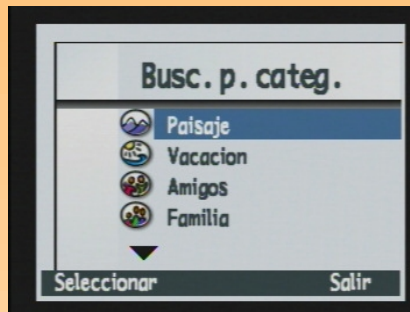 Busc. p. categ.
Paisaje
Vacacion
Amigos
Familia
Seleccionar Salir